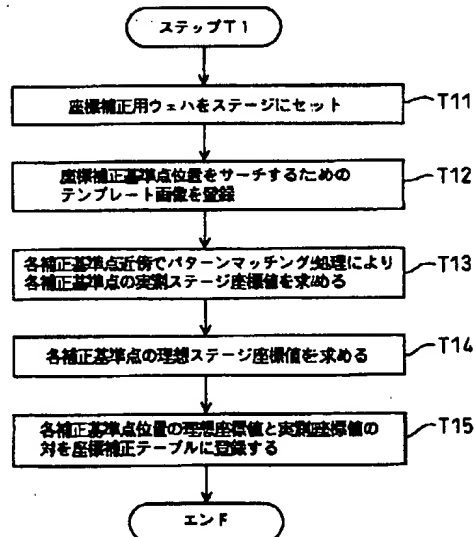 ステップT1
座標補正用ウェハをステージにセット
T11
座標補正基準点位置をサーチするための
テンプレート画像を登録
T12
各補正基準点近傍でパターンマッチング処理により
各補正基準点の実測ステージ座標値を求める
T13
各補正基準点の理想ステージ座標値を求める
T14
各補正基準点位置の理想座標値と実測座標値の
対を座標補正テーブルに登録する
T15
エンド